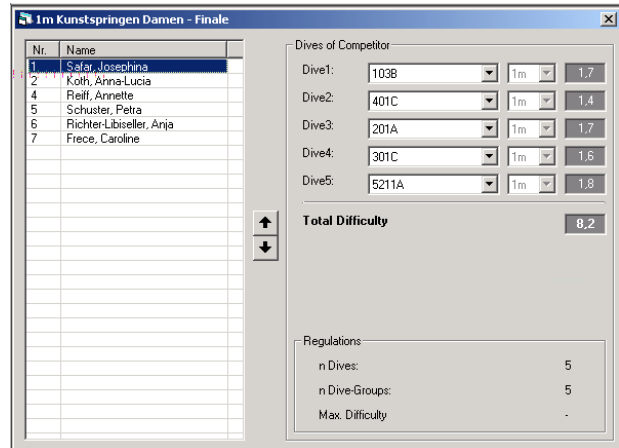 1m Kunstspringen Damen - Finale
Nr. Name
1 Safar, Josephina
2 Koth, Anna-Lucia
4 Reiff, Annette
5 Schuster, Petra
6 Richter-Libiseller, Anja
7 Frece, Caroline
Dives of Competitor
Dive1: 103B 1m 1,7
Dive2: 401C 1m 1,4
Dive3: 201A 1m 1,7
Dive4: 301C 1m 1,6
Dive5: 5211A 1m 1,8
Total Difficulty 8,2
Regulations
n Dives: 5
n Dive-Groups: 5
Max. Difficulty -